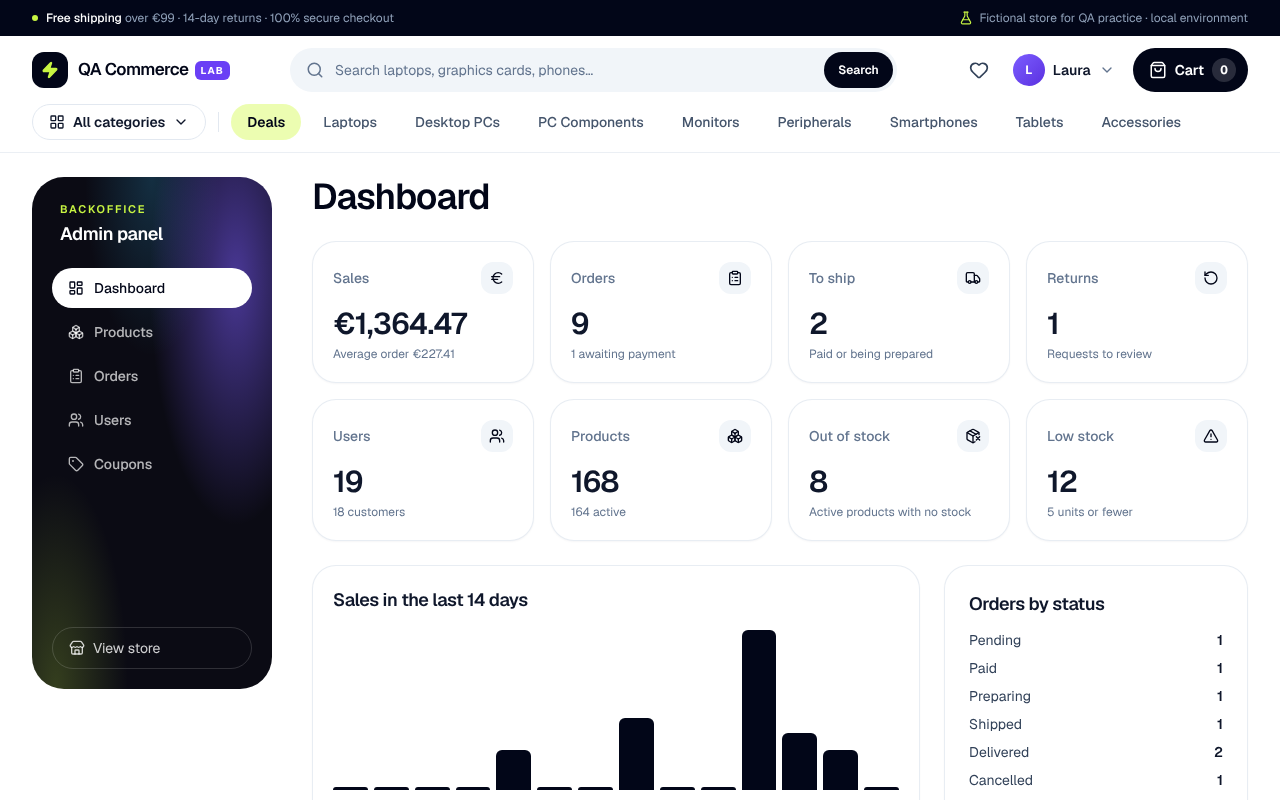 Free shipping over €99 · 14-day returns · 100% secure checkout
Fictional store for QA practice · local environment
QA Commerce LAB
Search laptops, graphics cards, phones…
Search
L
Laura
Cart 0
All categories
Deals
Laptops
Desktop PCs
PC Components
Monitors
Peripherals
Smartphones
Tablets
Accessories
BACKOFFICE
Admin panel
Dashboard
Products
Orders
Users
Coupons
View store
Dashboard
Sales
€
€1,364.47
Average order €227.41
Orders
9
1 awaiting payment
To ship
2
Paid or being prepared
Returns
1
Requests to review
Users
19
18 customers
Products
168
164 active
Out of stock
8
Active products with no stock
Low stock
12
5 units or fewer
Sales in the last 14 days
Orders by status
Pending 1
Paid 1
Preparing 1
Shipped 1
Delivered 2
Cancelled 1